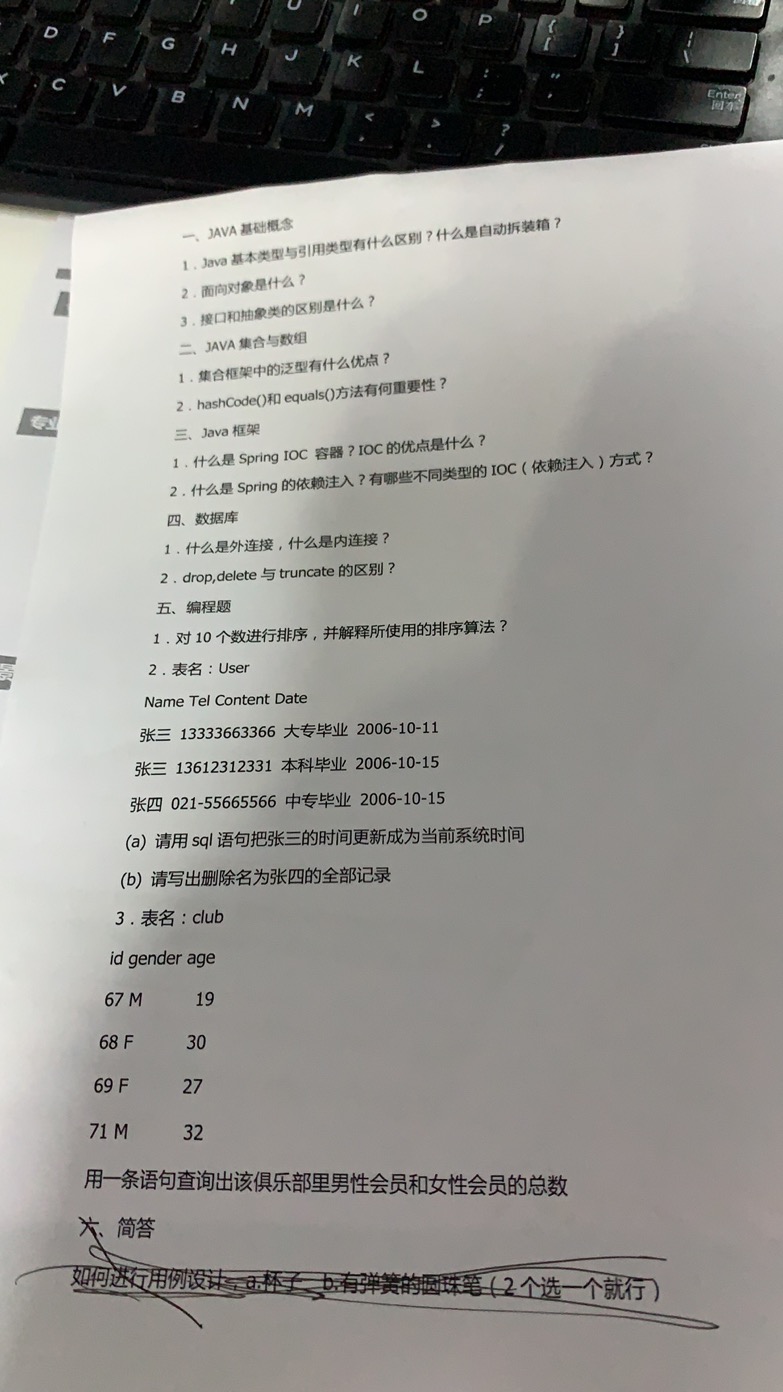 U I O P { [ } ] | \
D F G H J K L : ; " '
X C V B N M < , > . ? / Enter 回车
一、JAVA 基础概念
1．Java 基本类型与引用类型有什么区别？什么是自动拆装箱？
2．面向对象是什么？
3．接口和抽象类的区别是什么？
二、JAVA 集合与数组
1．集合框架中的泛型有什么优点？
2．hashCode()和 equals()方法有何重要性？
专业
三、Java 框架
1．什么是 Spring IOC 容器？IOC 的优点是什么？
2．什么是 Spring 的依赖注入？有哪些不同类型的 IOC（依赖注入）方式？
四、数据库
1．什么是外连接，什么是内连接？
2．drop,delete 与 truncate 的区别？
五、编程题
1．对 10 个数进行排序，并解释所使用的排序算法？
2．表名：User
Name Tel Content Date
张三 13333663366 大专毕业 2006-10-11
张三 13612312331 本科毕业 2006-10-15
张四 021-55665566 中专毕业 2006-10-15
(a) 请用 sql 语句把张三的时间更新成为当前系统时间
(b) 请写出删除名为张四的全部记录
3．表名：club
id gender age
67 M 19
68 F 30
69 F 27
71 M 32
用一条语句查询出该俱乐部里男性会员和女性会员的总数
六、简答
如何进行用例设计，a.杯子 b.有弹簧的圆珠笔（2 个选一个就行）